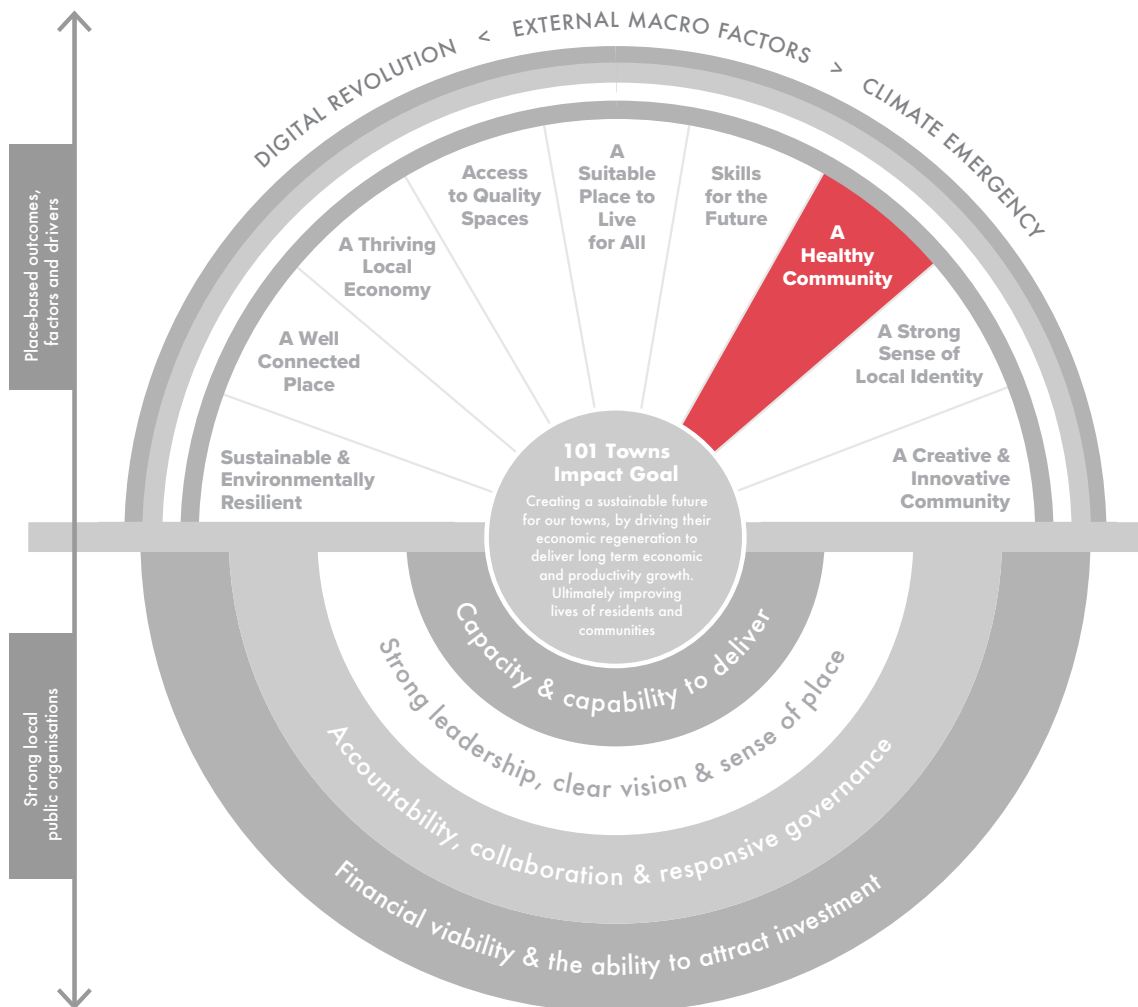 DIGITAL REVOLUTION < EXTERNAL MACRO FACTORS > CLIMATE EMERGENCY
Place-based outcomes,
factors and drivers
Sustainable &
Environmentally
Resilient
A Well
Connected
Place
A Thriving
Local
Economy
Access
to Quality
Spaces
A
Suitable
Place to
Live
for All
Skills
for the
Future
A
Healthy
Community
A Strong
Sense of
Local Identity
A Creative &
Innovative
Community
101 Towns
Impact Goal
Creating a sustainable future
for our towns, by driving their
economic regeneration to
deliver long term economic
and productivity growth.
Ultimately improving
lives of residents and
communities
Strong local
public organisations
Capacity & capability to deliver
Strong leadership, clear vision & sense of place
Accountability, collaboration & responsive governance
Financial viability & the ability to attract investment